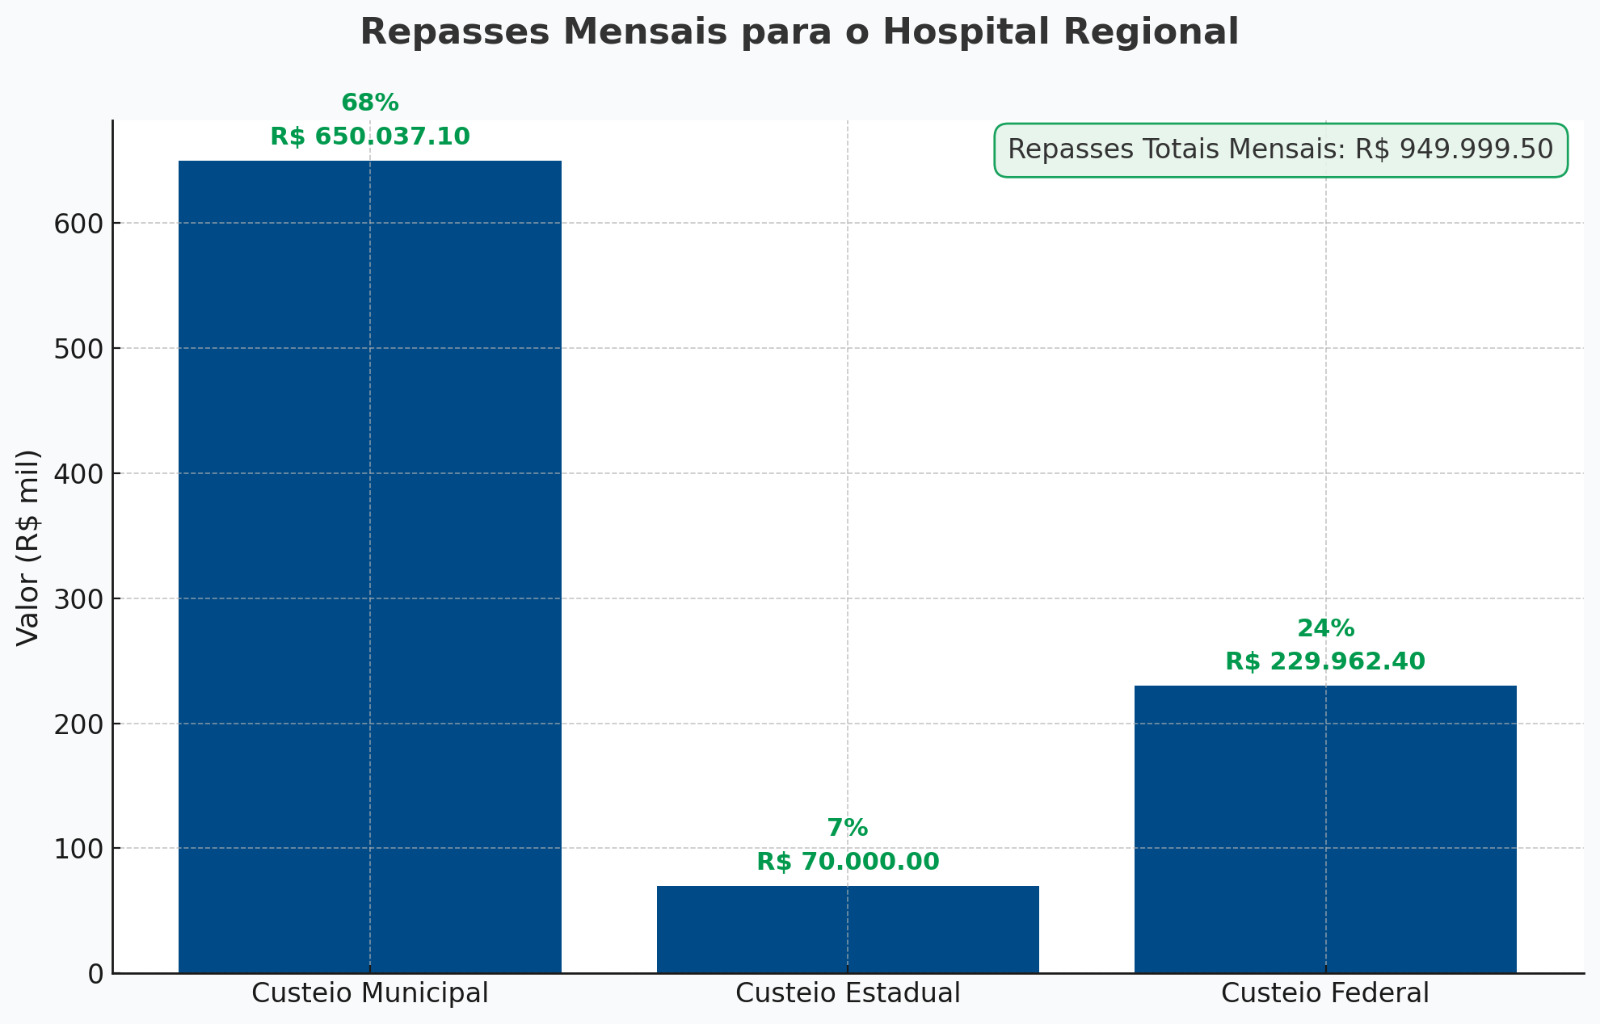 Repasses Mensais para o Hospital Regional
68%
R$ 650.037.10
Repasses Totais Mensais: R$ 949.999.50
600
500
400
300
200
100
0
Valor (R$ mil)
24%
R$ 229.962.40
7%
R$ 70.000.00
Custeio Municipal
Custeio Estadual
Custeio Federal